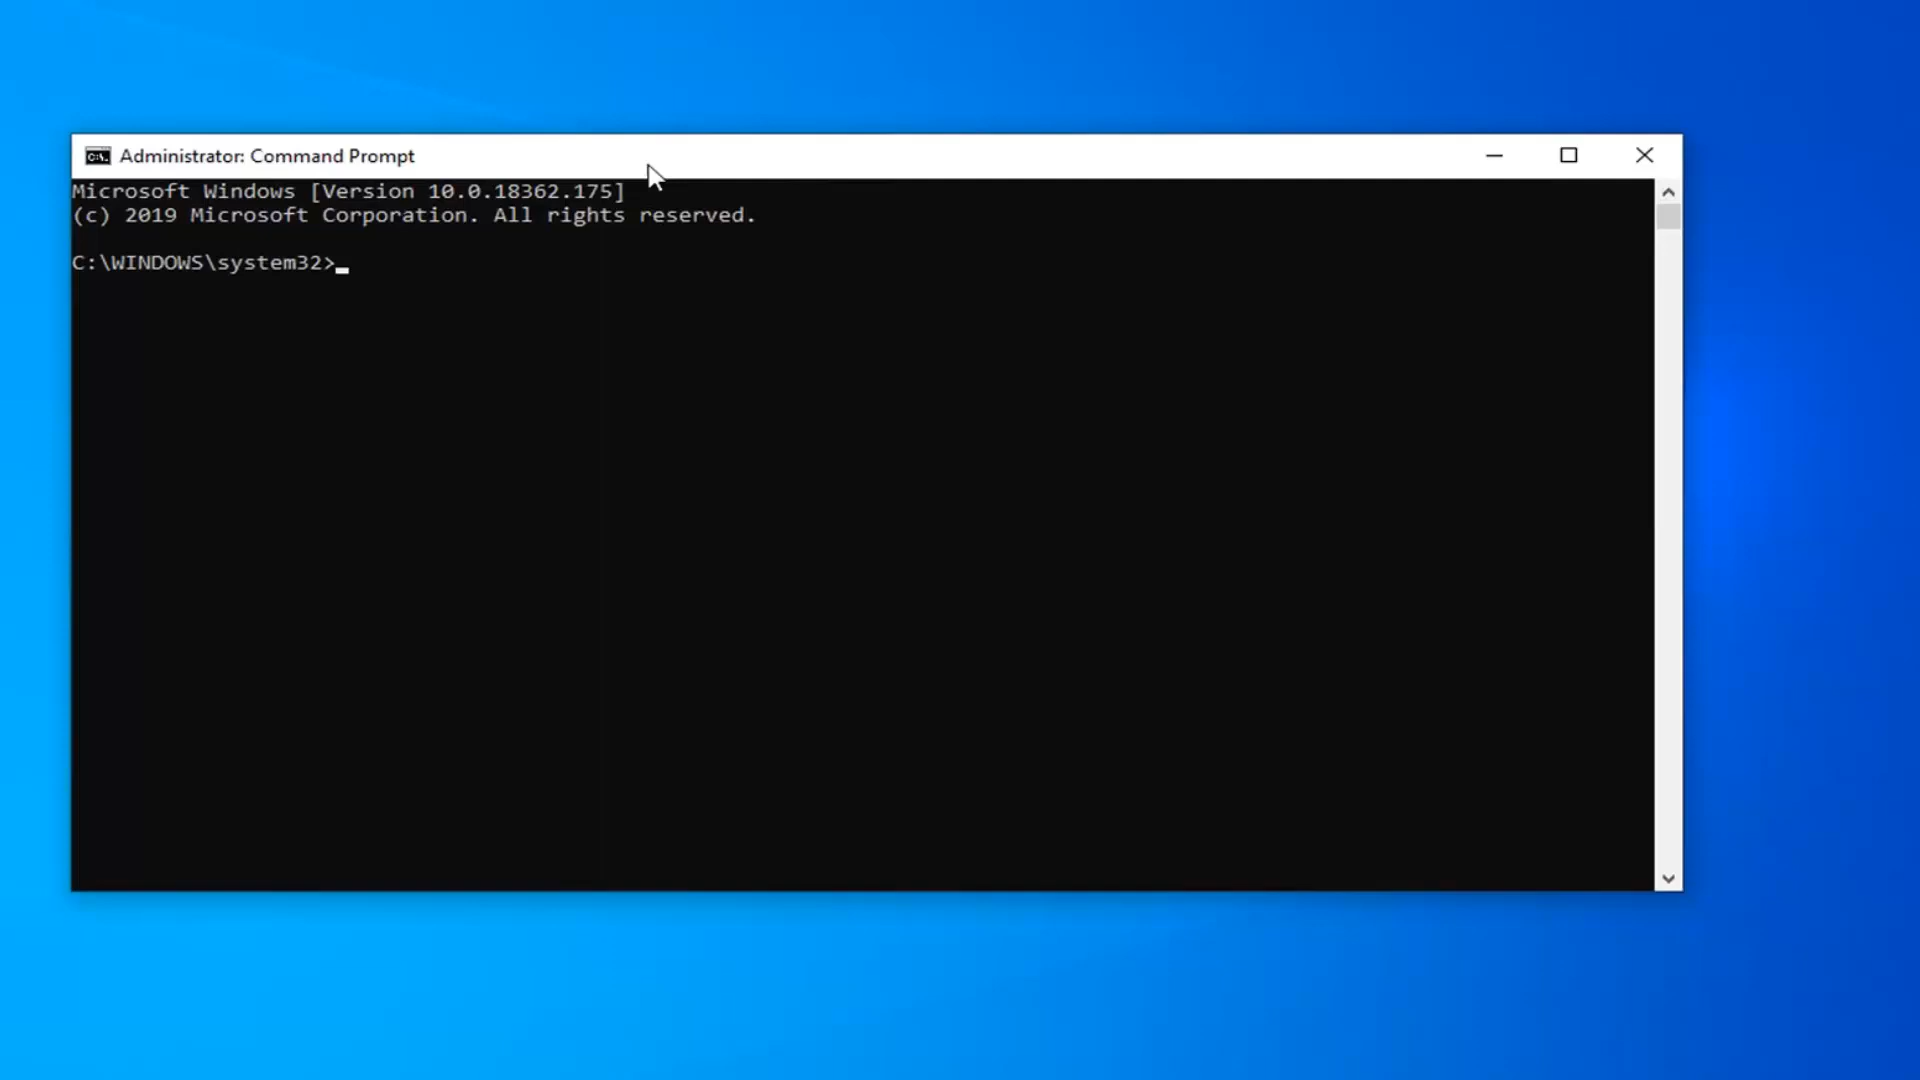 Administrator: Command Prompt
Microsoft Windows [Version 10.0.18362.175]
(c) 2019 Microsoft Corporation. All rights reserved.
C:\WINDOWS\system32>